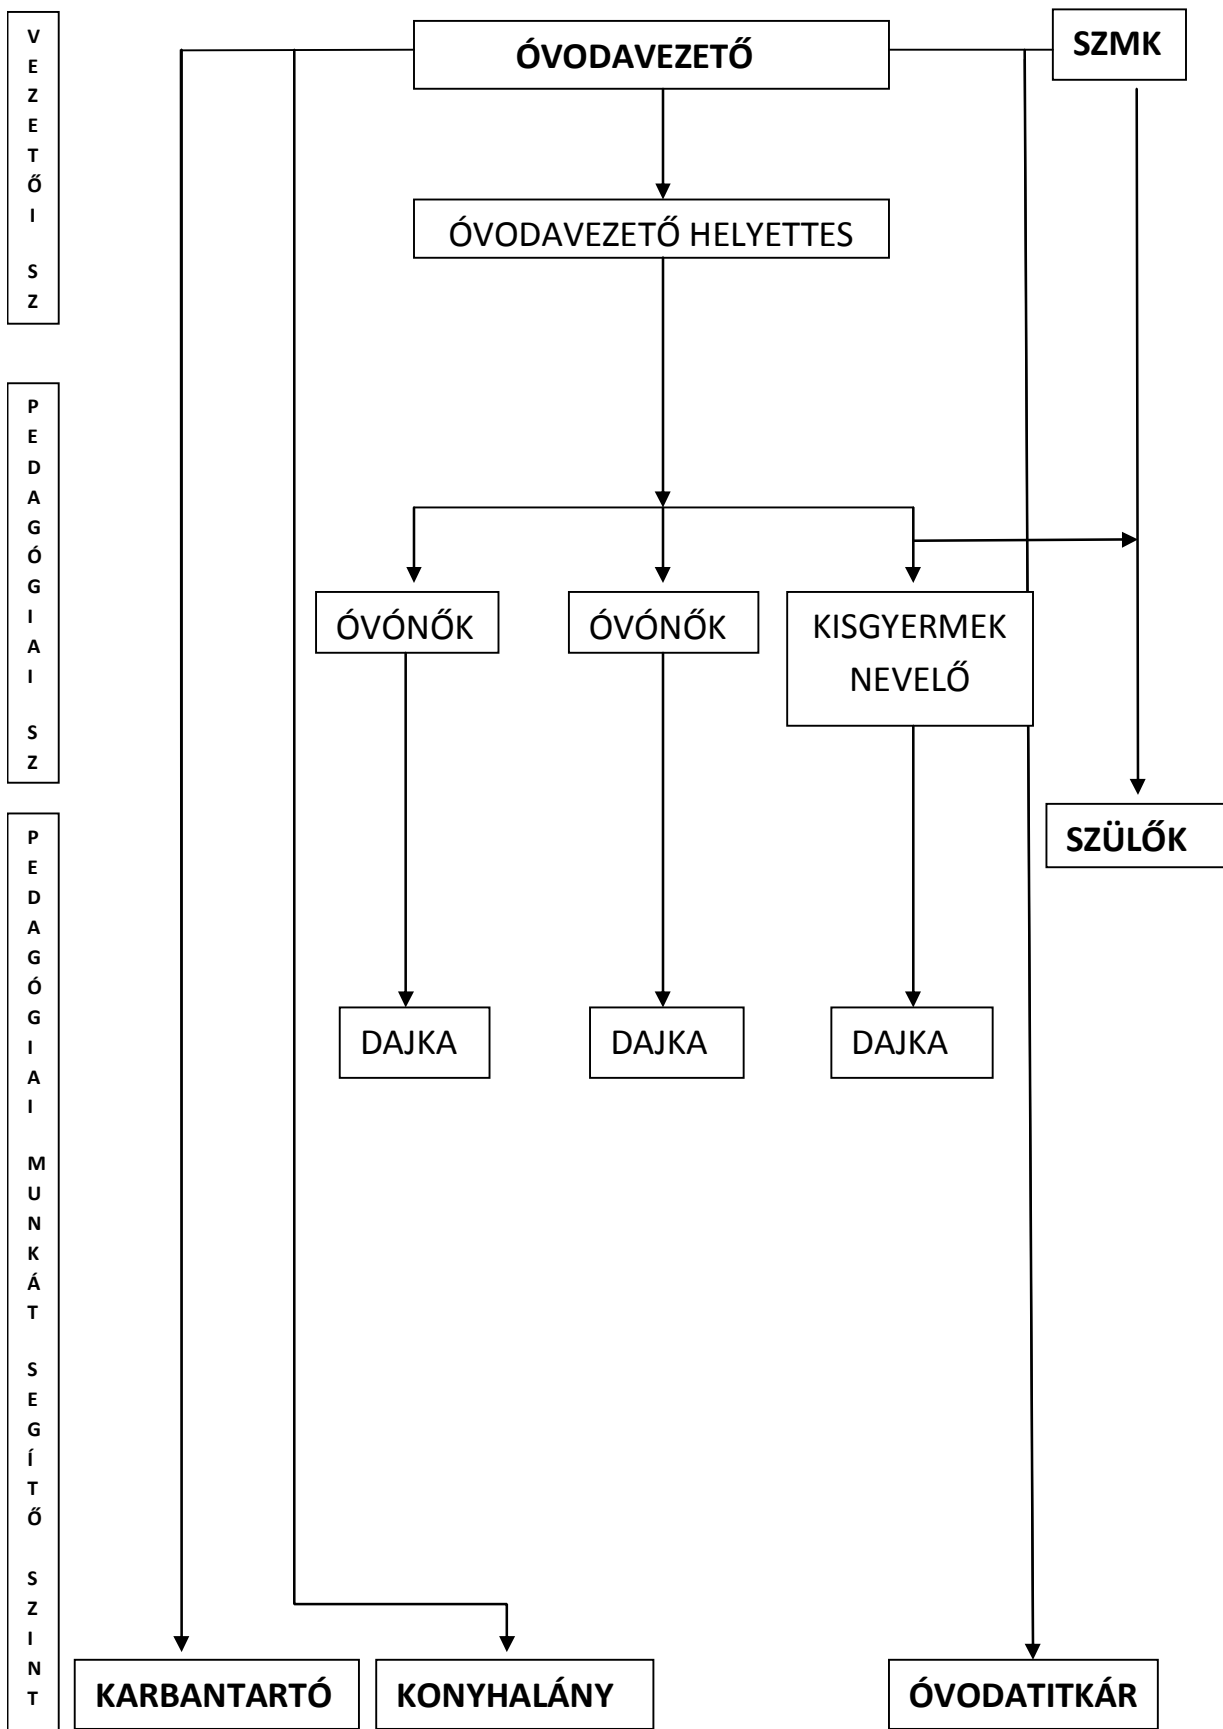 VEZETŐI SZ
ÓVODAVEZETŐ
SZMK
ÓVODAVEZETŐ HELYETTES
PEDAGÓGIAI SZ
ÓVÓNŐK
ÓVÓNŐK
KISGYERMEK
NEVELŐ
SZÜLŐK
PEDAGÓGIAI MUNKÁT SEGÍTŐ SZINT
DAJKA
DAJKA
DAJKA
KARBANTARTÓ
KONYHALÁNY
ÓVODATITKÁR